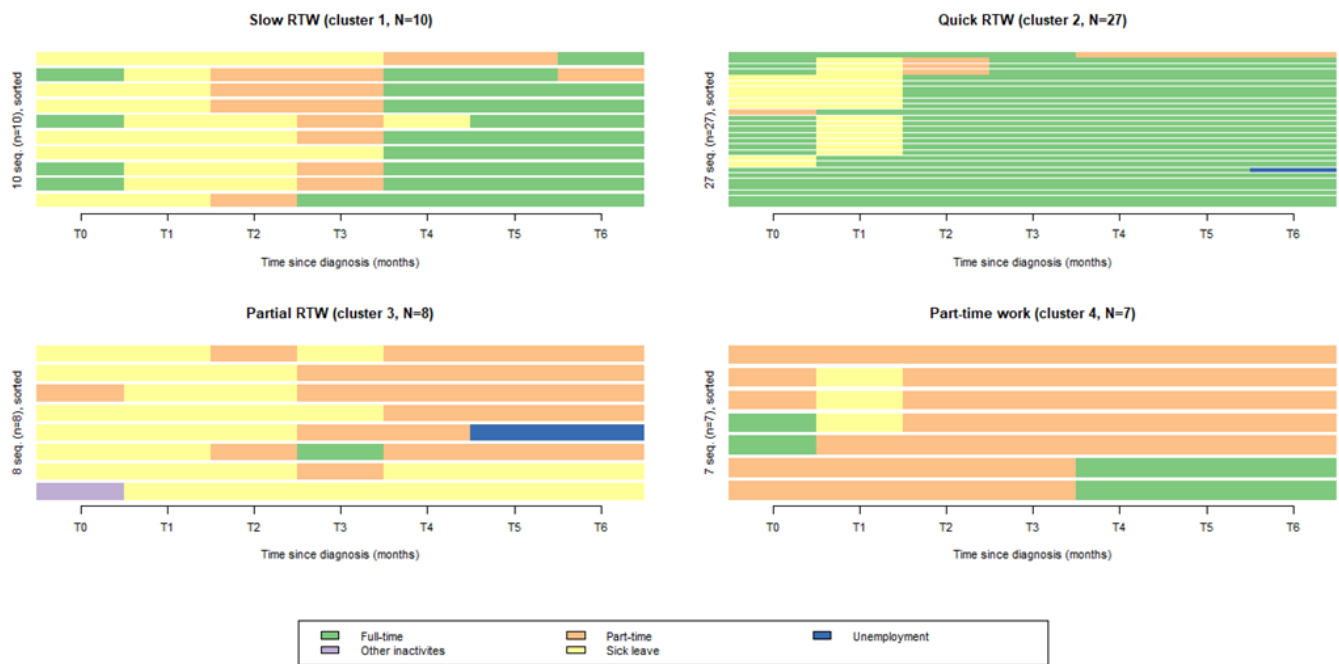 Slow RTW (cluster 1, N=10)
10 seq. (n=10), sorted
T0 T1 T2 T3 T4 T5 T6
Time since diagnosis (months)
Quick RTW (cluster 2, N=27)
27 seq. (n=27), sorted
T0 T1 T2 T3 T4 T5 T6
Time since diagnosis (months)
Partial RTW (cluster 3, N=8)
8 seq. (n=8), sorted
T0 T1 T2 T3 T4 T5 T6
Time since diagnosis (months)
Part-time work (cluster 4, N=7)
7 seq. (n=7), sorted
T0 T1 T2 T3 T4 T5 T6
Time since diagnosis (months)
Full-time Part-time Unemployment
Other inactivites Sick leave